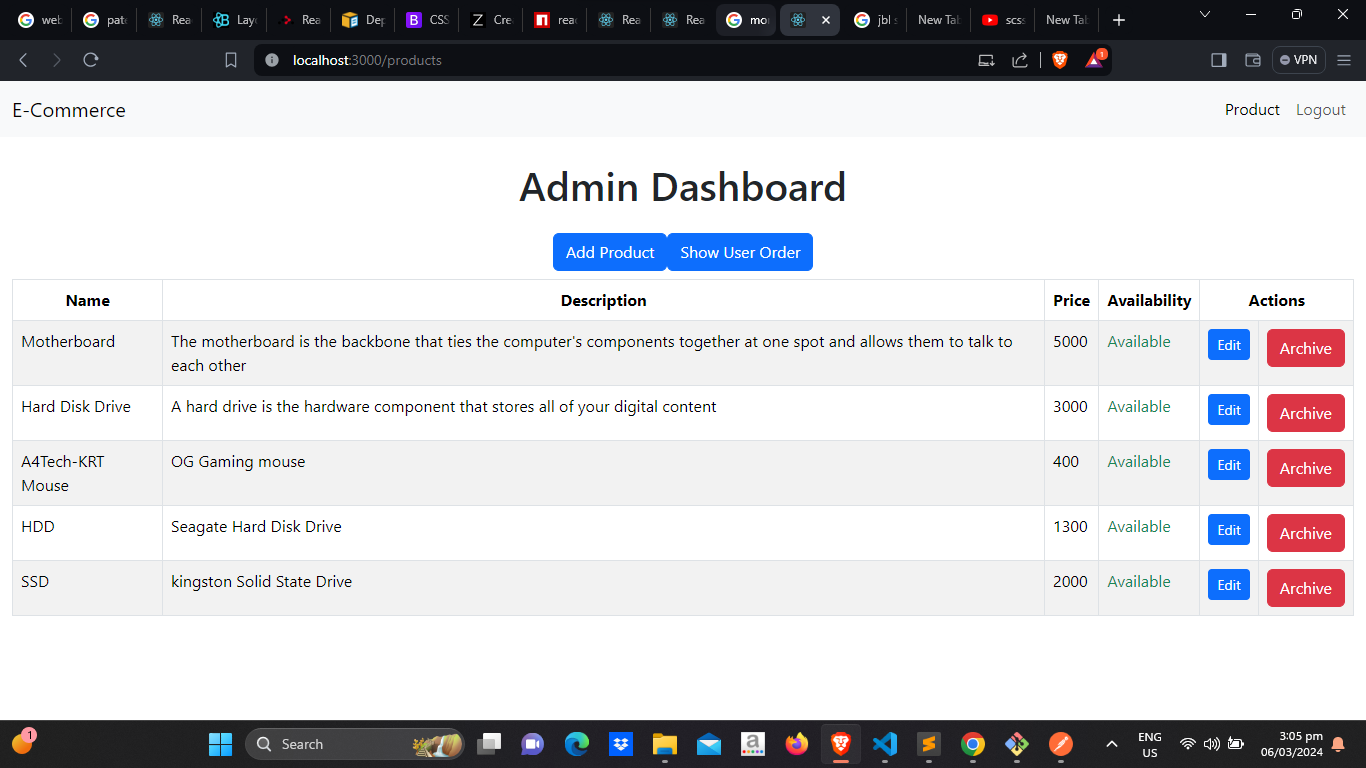 web
pate
Rea
Layo
Rea
Dep
CSS
Cre
reac
Rea
Rea
mo
jbl s
New Tab
scss
New Tab
localhost:3000/products
1
VPN
E-Commerce
Product
Logout
Admin Dashboard
Add Product
Show User Order
Name Description Price Availability Actions
Motherboard The motherboard is the backbone that ties the computer's components together at one spot and allows them to talk to 5000 Available Edit Archive
each other
Hard Disk Drive A hard drive is the hardware component that stores all of your digital content 3000 Available Edit Archive
A4Tech-KRT OG Gaming mouse 400 Available Edit Archive
Mouse
HDD Seagate Hard Disk Drive 1300 Available Edit Archive
SSD kingston Solid State Drive 2000 Available Edit Archive
1
Search
ENG
US
3:05 pm
06/03/2024